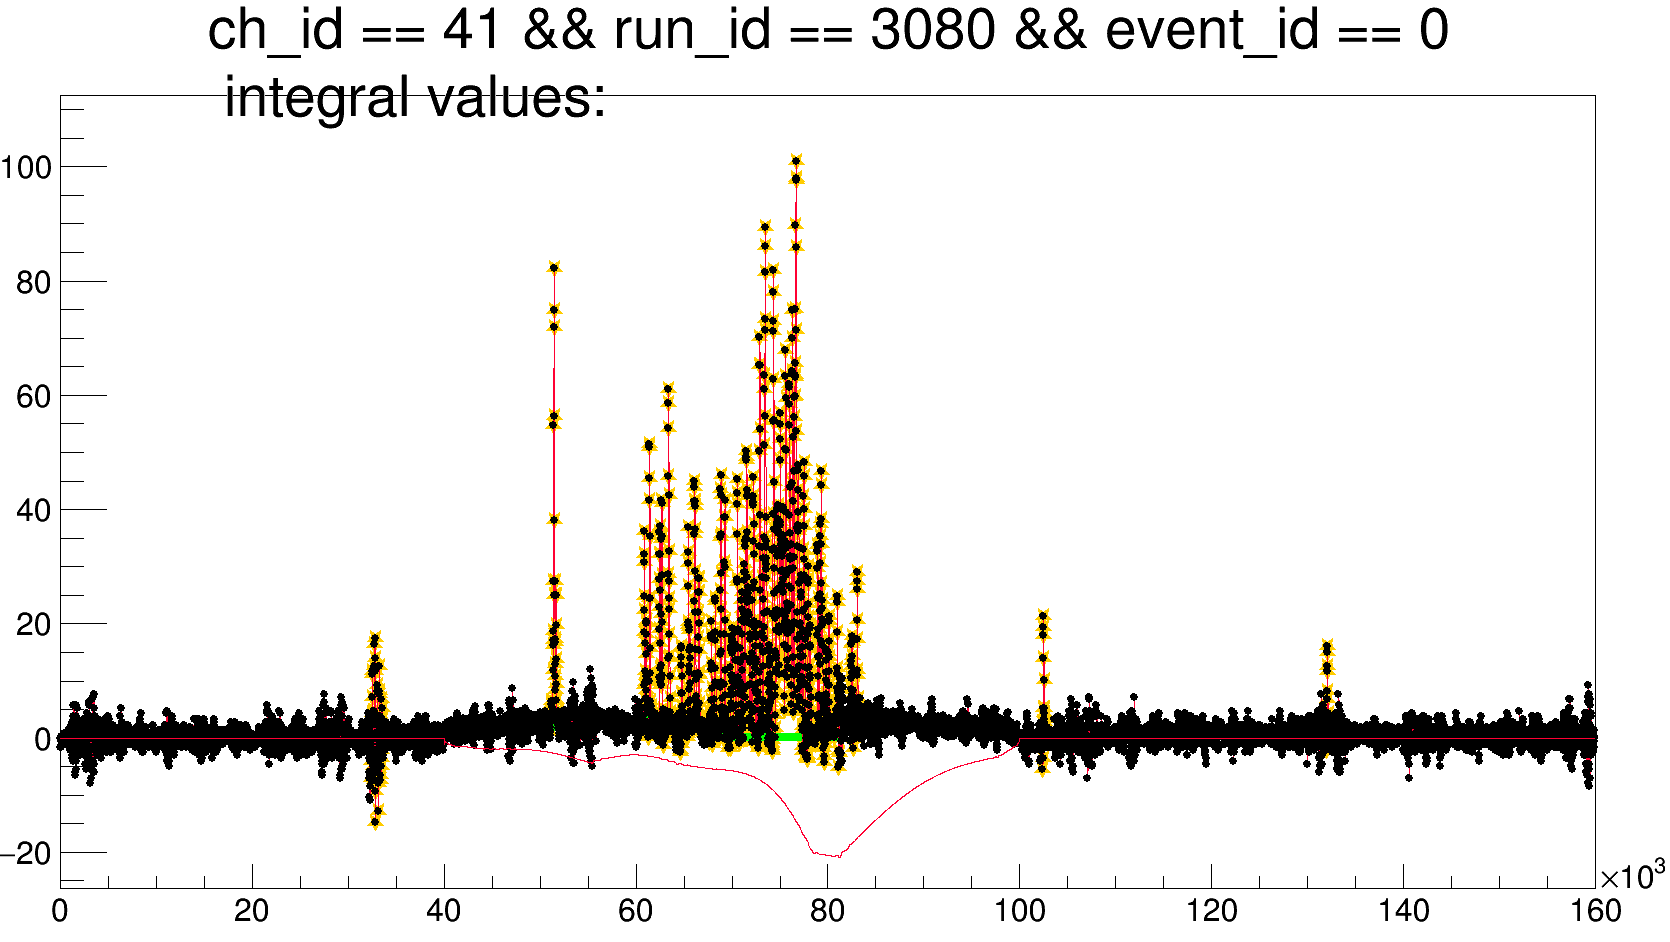 ch_id == 41 && run_id == 3080 && event_id == 0
integral values:
100
80
60
40
20
0
−20
×10³
0 20 40 60 80 100 120 140 160